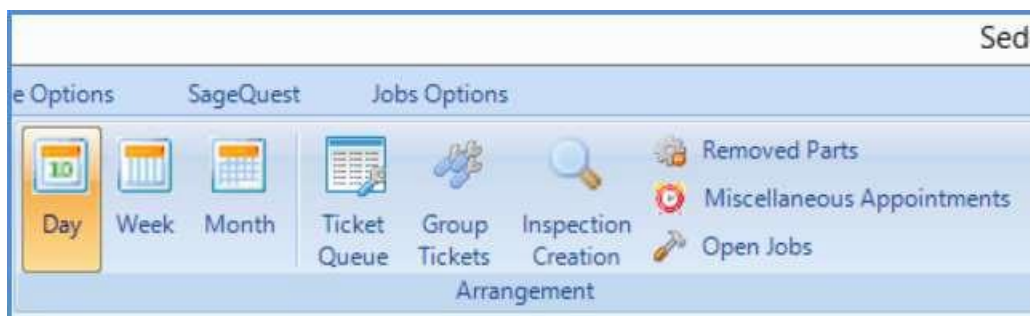 Sed
e Options SageQuest Jobs Options
10
Day
Week
Month
Ticket
Queue
Group
Tickets
Inspection
Creation
Removed Parts
Miscellaneous Appointments
Open Jobs
Arrangement